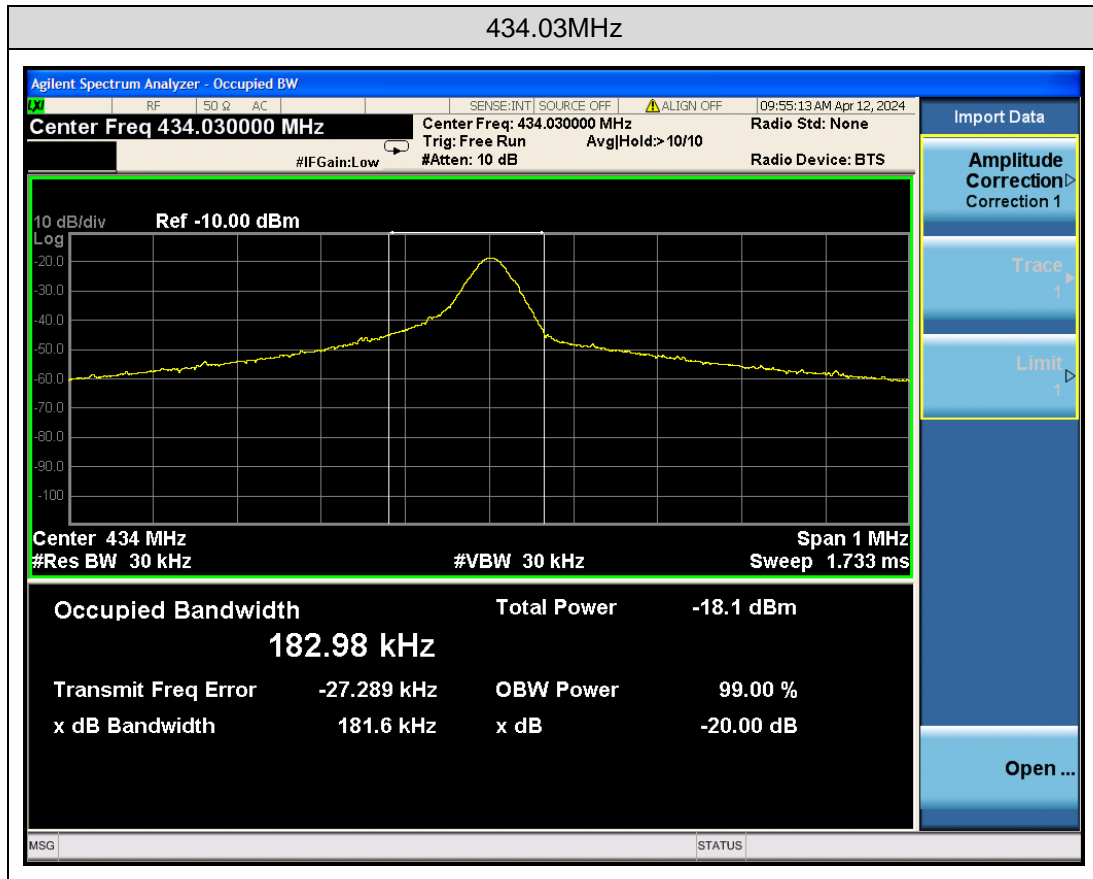 434.03MHz
Agilent Spectrum Analyzer - Occupied BW
LXI RF 50 Ω AC SENSE:INT SOURCE OFF ALIGN OFF 09:55:13 AM Apr 12, 2024
Center Freq 434.030000 MHz
Center Freq: 434.030000 MHz
Radio Std: None
Trig: Free Run Avg|Hold:>10/10
#IFGain:Low
#Atten: 10 dB
Radio Device: BTS
10 dB/div Ref -10.00 dBm
Log
-20.0
-30.0
-40.0
-50.0
-60.0
-70.0
-80.0
-90.0
-100
Center 434 MHz Span 1 MHz
#Res BW 30 kHz #VBW 30 kHz Sweep 1.733 ms
Occupied Bandwidth Total Power -18.1 dBm
182.98 kHz
Transmit Freq Error -27.289 kHz OBW Power 99.00 %
x dB Bandwidth 181.6 kHz x dB -20.00 dB
Import Data
Amplitude
Correction
Correction 1
Trace
1
Limit
1
Open ...
MSG STATUS